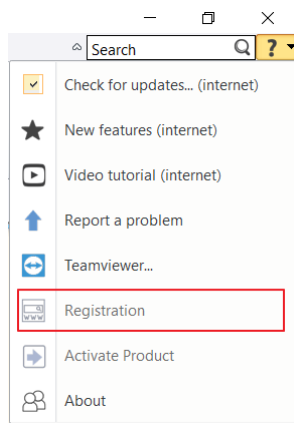 Search ?
Check for updates... (internet)
New features (internet)
Video tutorial (internet)
Report a problem
Teamviewer...
Registration
Activate Product
About